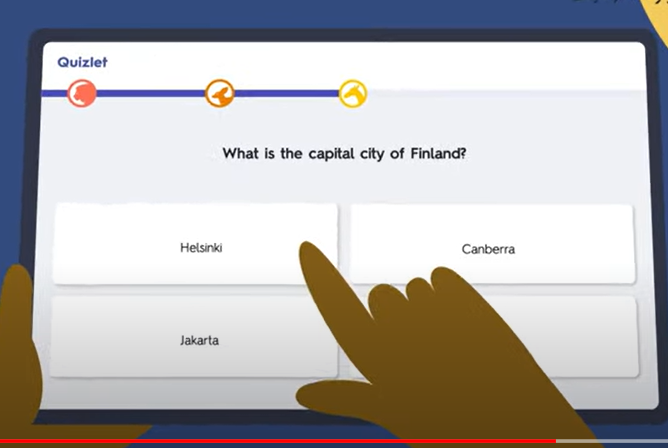 Quizlet
What is the capital city of Finland?
Helsinki
Canberra
Jakarta